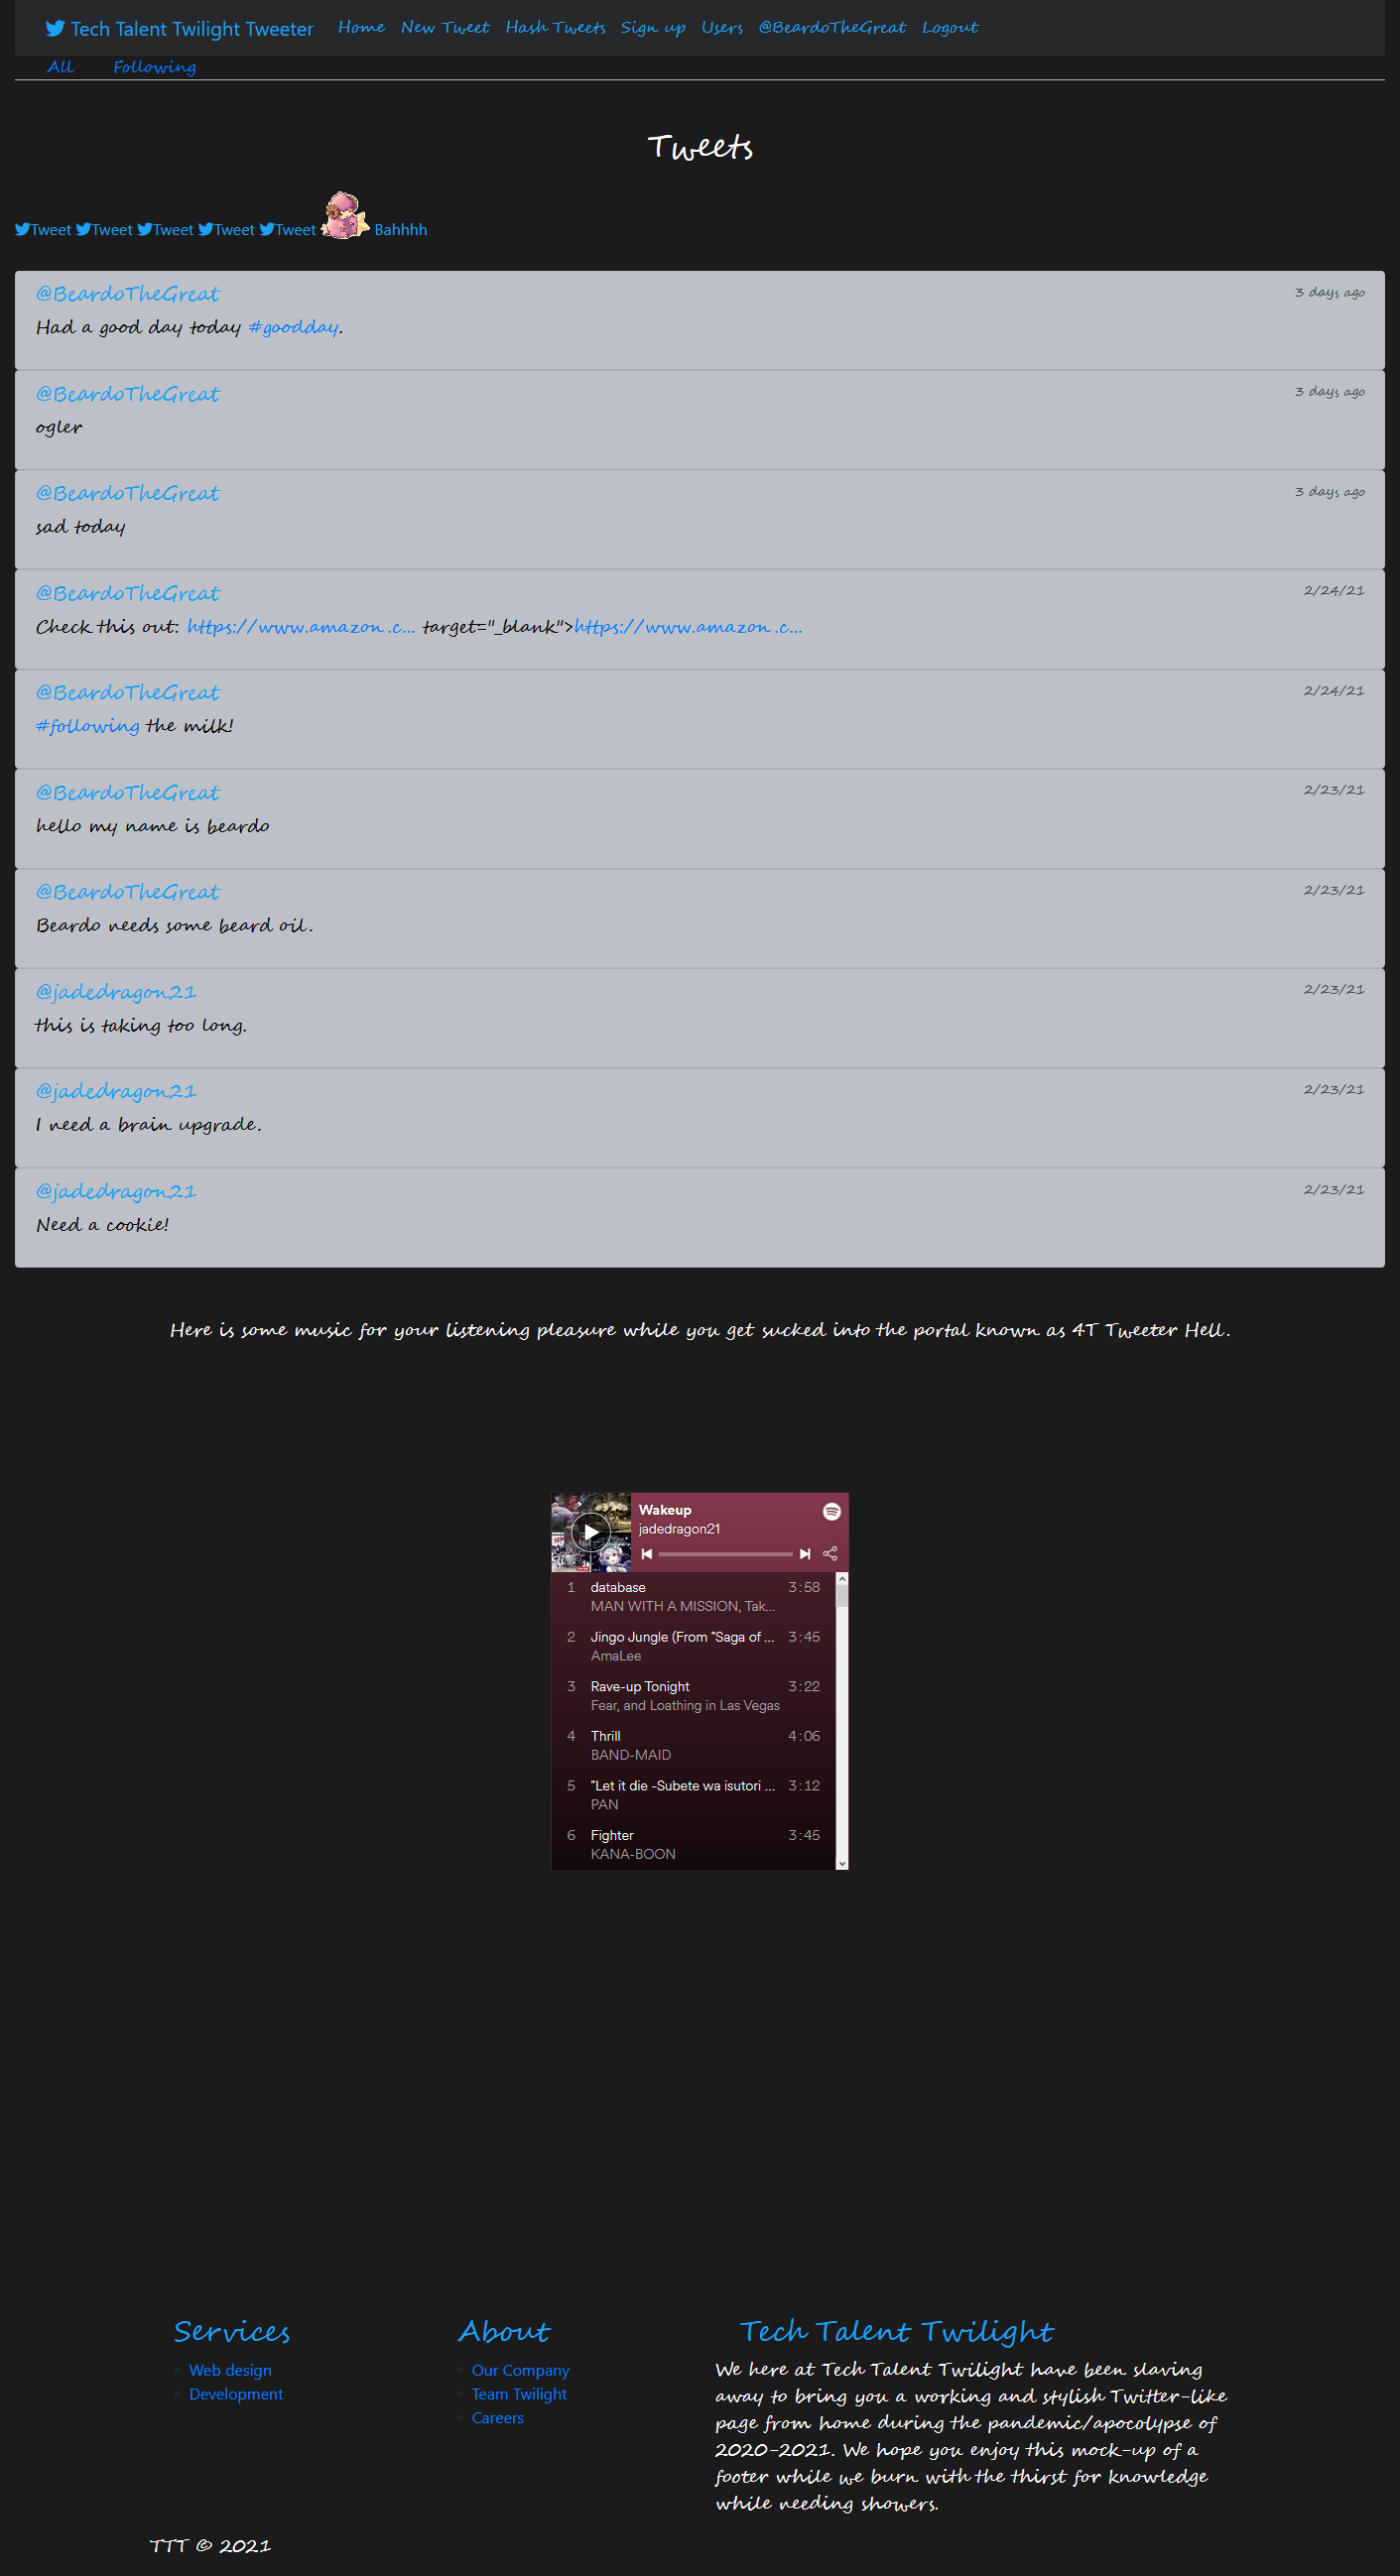 Tech Talent Twilight Tweeter Home New Tweet Hash Tweets Sign up Users @BeardoTheGreat Logout
All Following
Tweets
Tweet Tweet Tweet Tweet Tweet Bahhhh
@BeardoTheGreat 3 days ago
Had a good day today #goodday.
@BeardoTheGreat 3 days ago
ogler
@BeardoTheGreat 3 days ago
sad today
@BeardoTheGreat 2/24/21
Check this out: https://www.amazon.c... target="_blank">https://www.amazon.c...
@BeardoTheGreat 2/24/21
#following the milk!
@BeardoTheGreat 2/23/21
hello my name is beardo
@BeardoTheGreat 2/23/21
Beardo needs some beard oil.
@jadedragon21 2/23/21
this is taking too long.
@jadedragon21 2/23/21
I need a brain upgrade.
@jadedragon21 2/23/21
Need a cookie!
Here is some music for your listening pleasure while you get sucked into the portal known as 4T Tweeter Hell.
Wakeup
jadedragon21
1 database 3:58
MAN WITH A MISSION, Tak...
2 Jingo Jungle (From "Saga of ... 3:45
AmaLee
3 Rave-up Tonight 3:22
Fear, and Loathing in Las Vegas
4 Thrill 4:06
BAND-MAID
5 "Let it die -Subete wa isutori ... 3:12
PAN
6 Fighter 3:45
KANA-BOON
Services
Web design
Development
About
Our Company
Team Twilight
Careers
Tech Talent Twilight
We here at Tech Talent Twilight have been slaving
away to bring you a working and stylish Twitter-like
page from home during the pandemic/apocolypse of
2020-2021. We hope you enjoy this mock-up of a
footer while we burn with the thirst for knowledge
while needing showers.
TTT © 2021